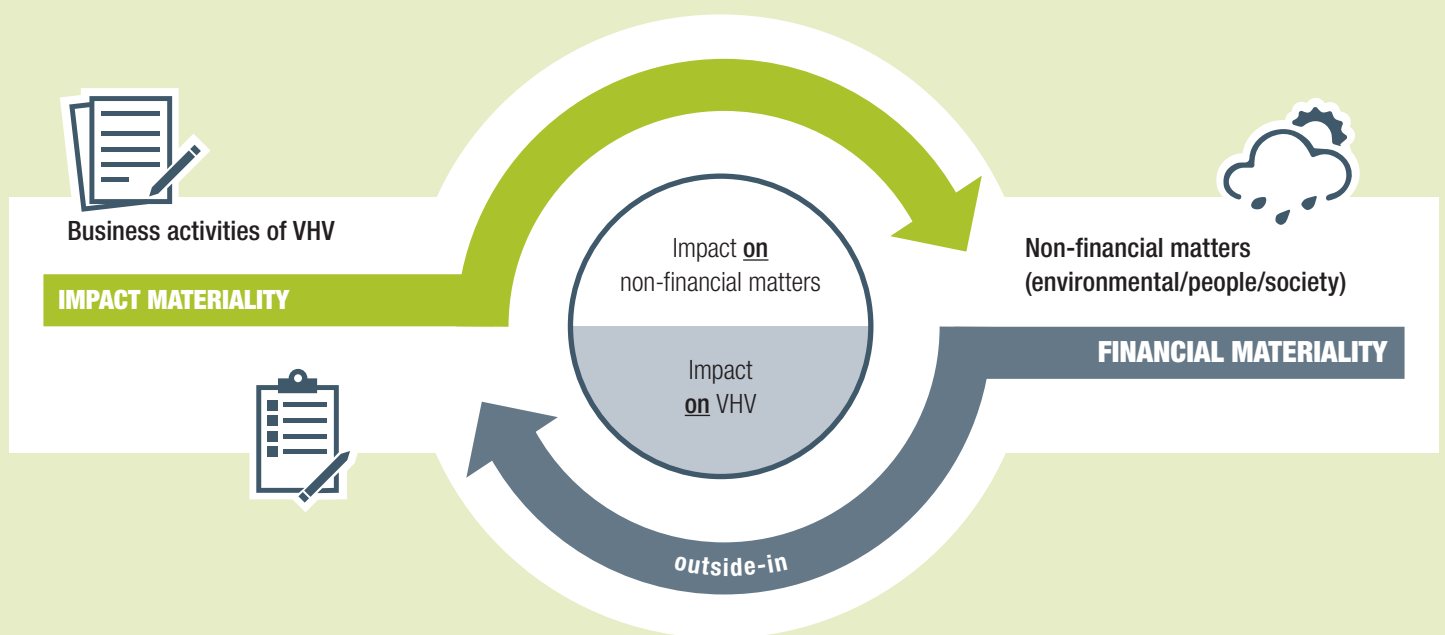 Business activities of VHV
IMPACT MATERIALITY
Impact on
non-financial matters
Impact
on VHV
Non-financial matters
(environmental/people/society)
FINANCIAL MATERIALITY
outside-in